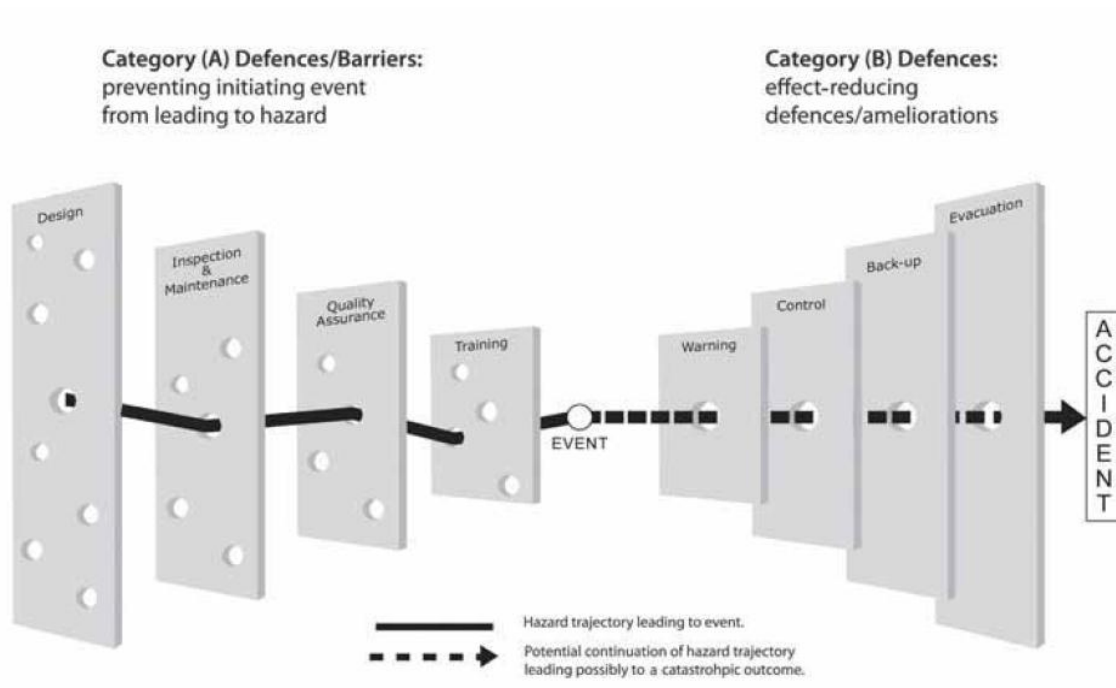 Category (A) Defences/Barriers:
preventing initiating event
from leading to hazard
Category (B) Defences:
effect-reducing
defences/ameliorations
Design
Inspection
&
Maintenance
Quality
Assurance
Training
EVENT
Warning
Control
Back-up
Evacuation
ACCIDENT
Hazard trajectory leading to event.
Potential continuation of hazard trajectory
leading possibly to a catastrohpic outcome.